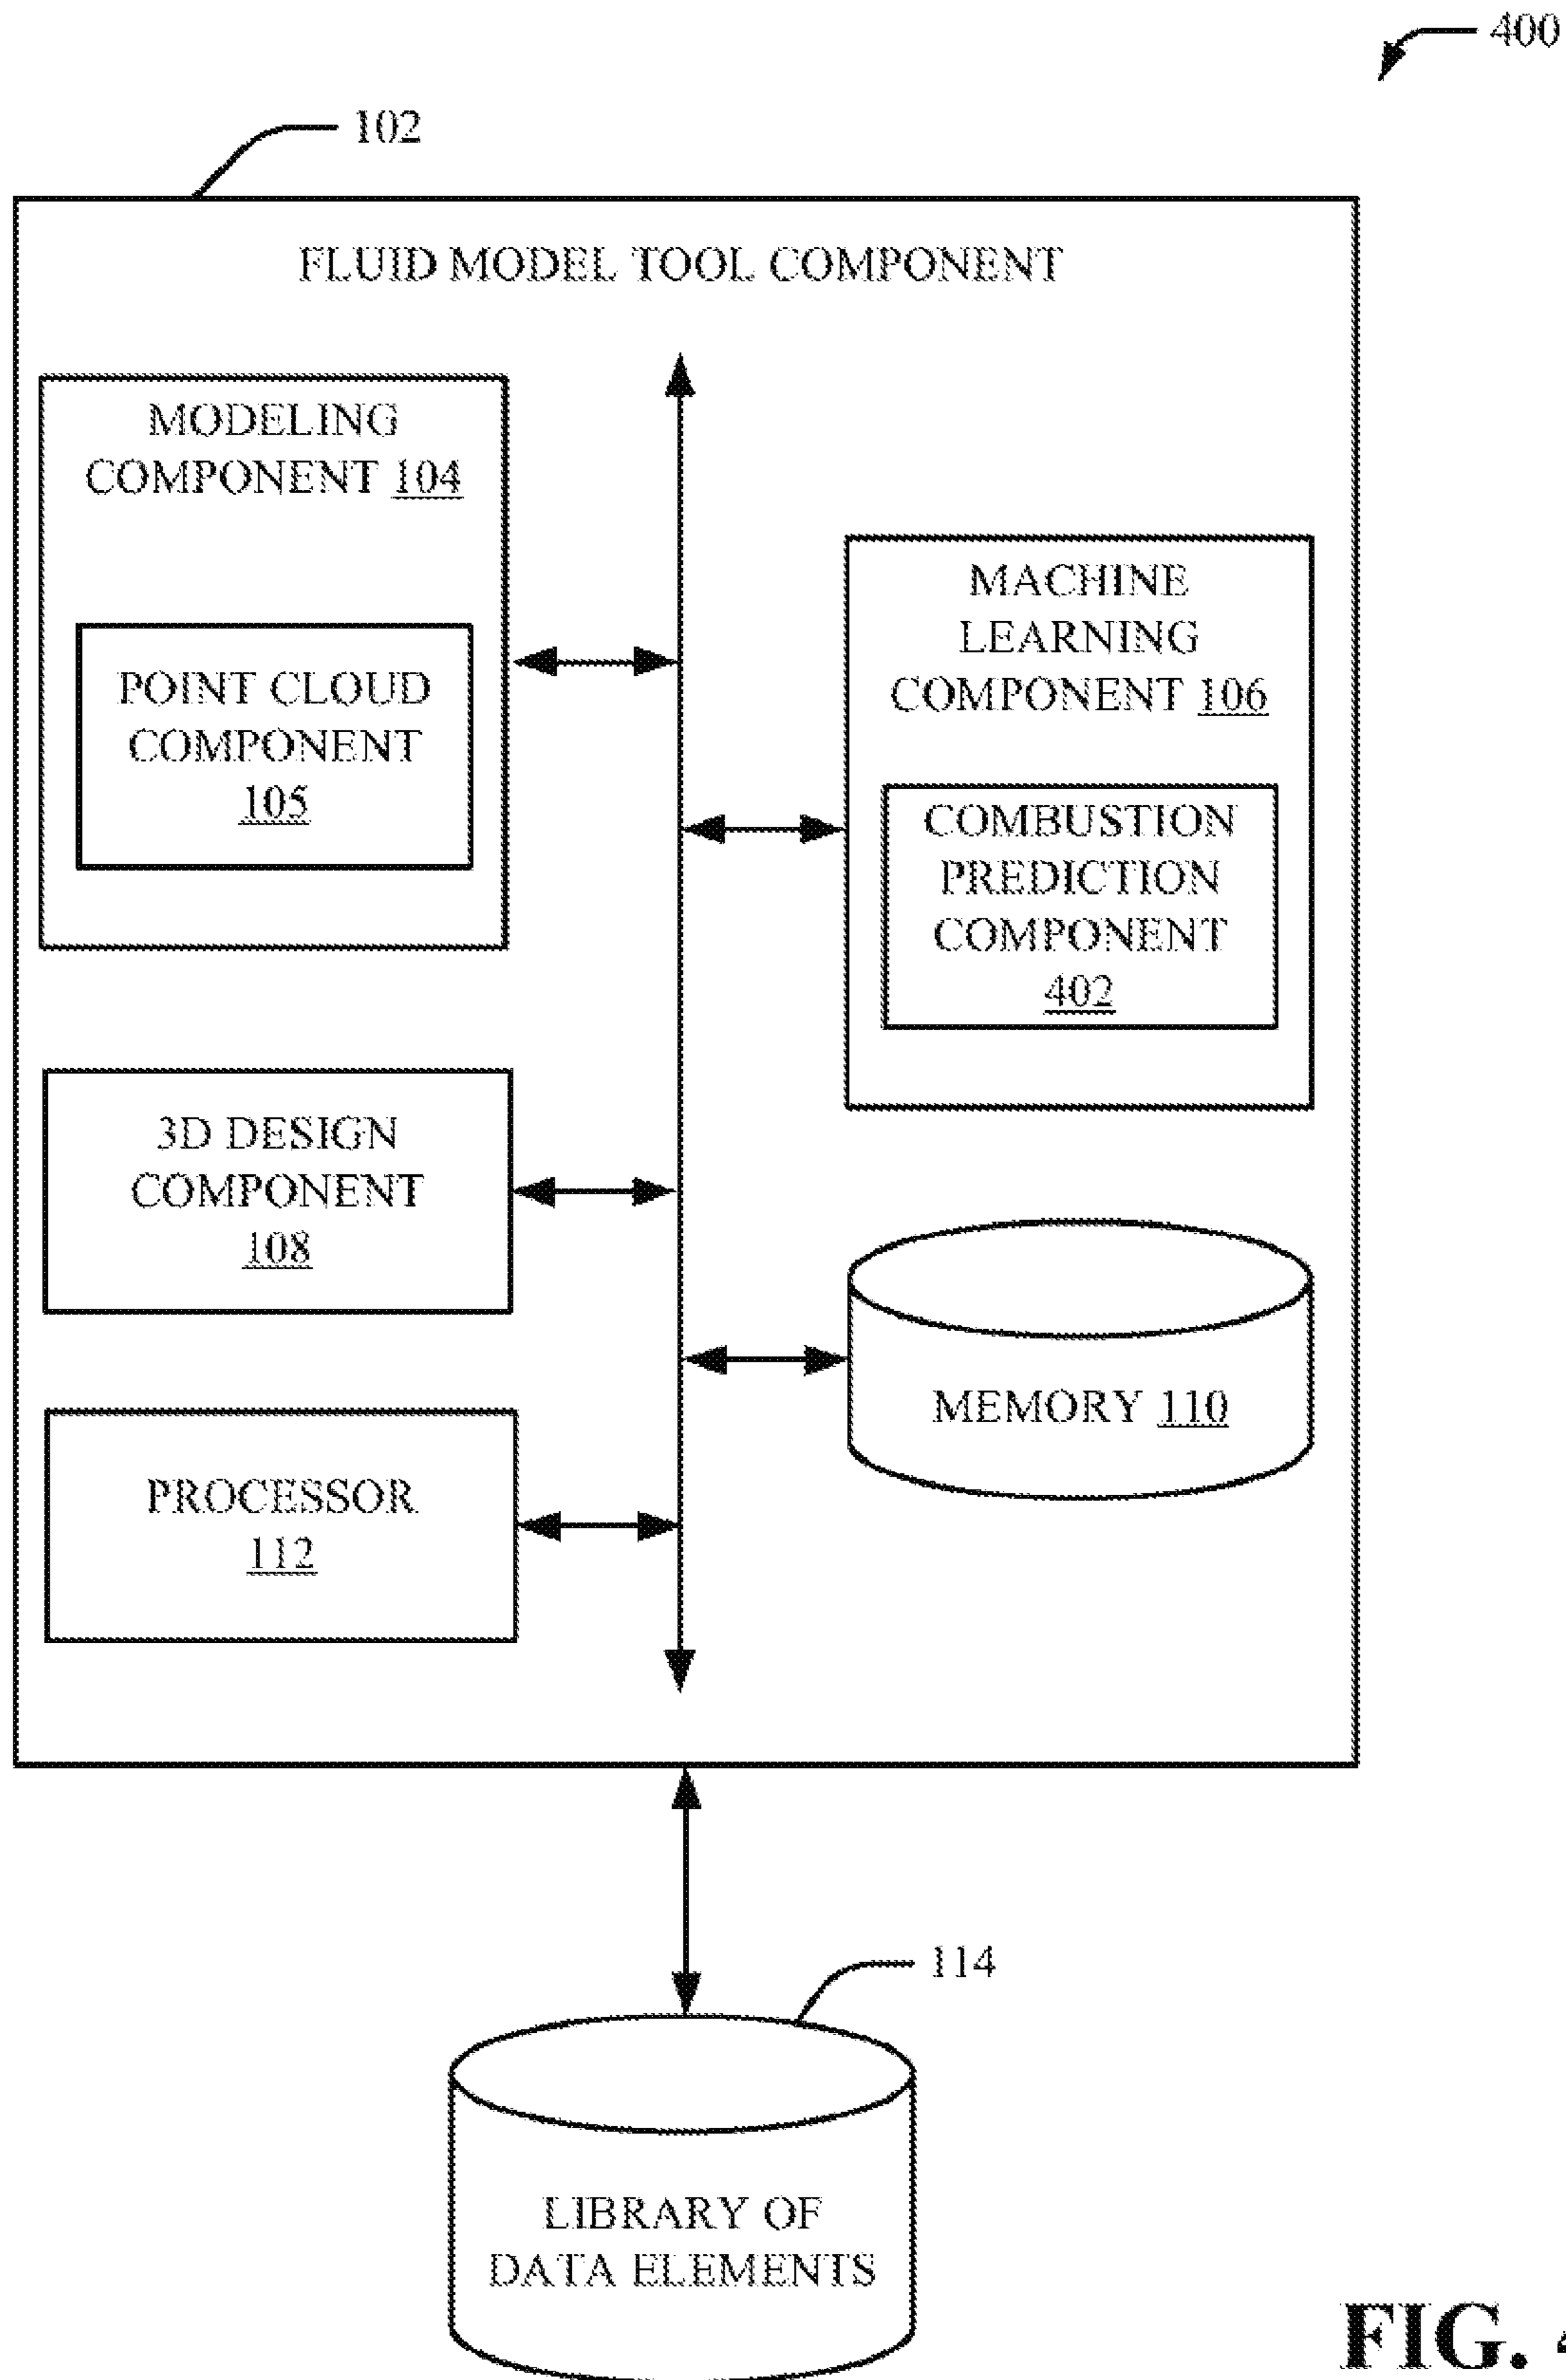 400
102
FLUID MODEL TOOL COMPONENT
MODELING
COMPONENT 104
POINT CLOUD
COMPONENT
105
MACHINE
LEARNING
COMPONENT 106
COMBUSTION
PREDICTION
COMPONENT
402
3D DESIGN
COMPONENT
108
MEMORY 110
PROCESSOR
112
114
LIBRARY OF
DATA ELEMENTS
FIG. 4